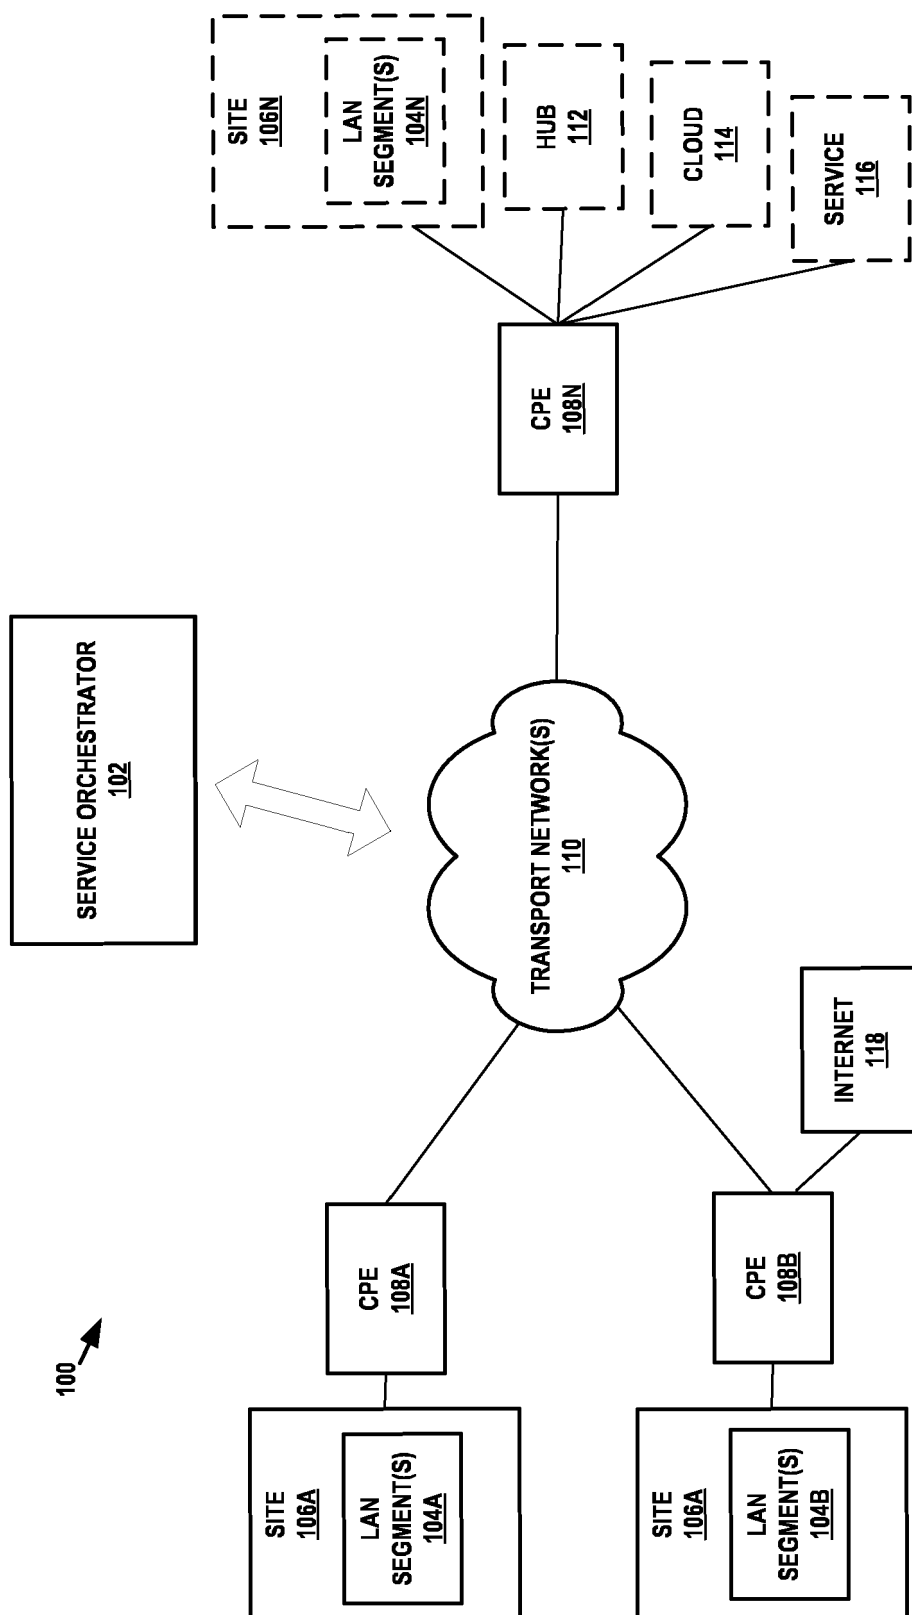 100
SERVICE ORCHESTRATOR
102
SITE
106A
LAN
SEGMENT(S)
104A
CPE
108A
TRANSPORT NETWORK(S)
110
CPE
108N
SITE
106N
LAN
SEGMENT(S)
104N
HUB
112
CLOUD
114
SERVICE
116
SITE
106A
LAN
SEGMENT(S)
104B
CPE
108B
INTERNET
118